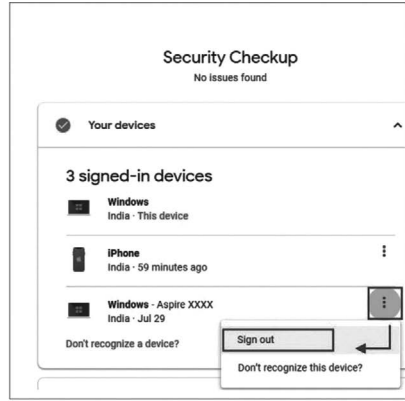 Security Checkup
No issues found
Your devices
3 signed-in devices
Windows
India · This device
iPhone
India · 59 minutes ago
Windows - Aspire XXXX
India · Jul 29
Don't recognize a device?
Sign out
Don't recognize this device?